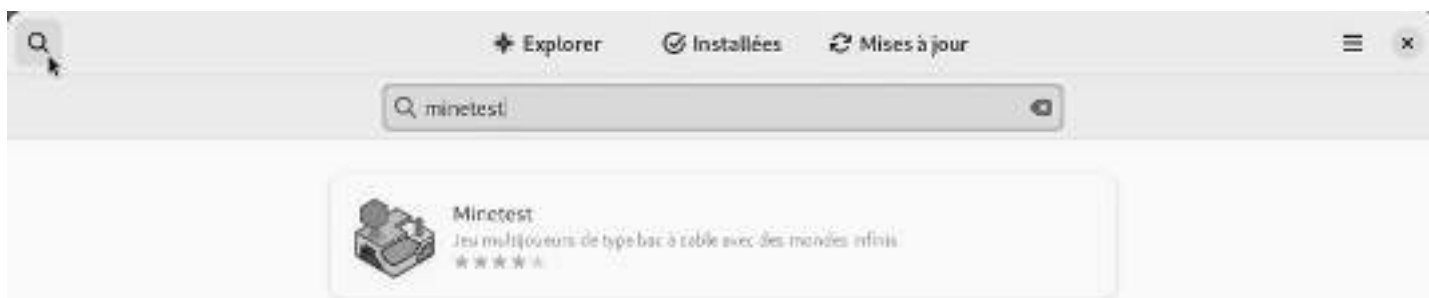 Explorer Installées Mises à jour
minetest
Minetest
Jeu multijoueurs de type bac à sable avec des mondes infinis